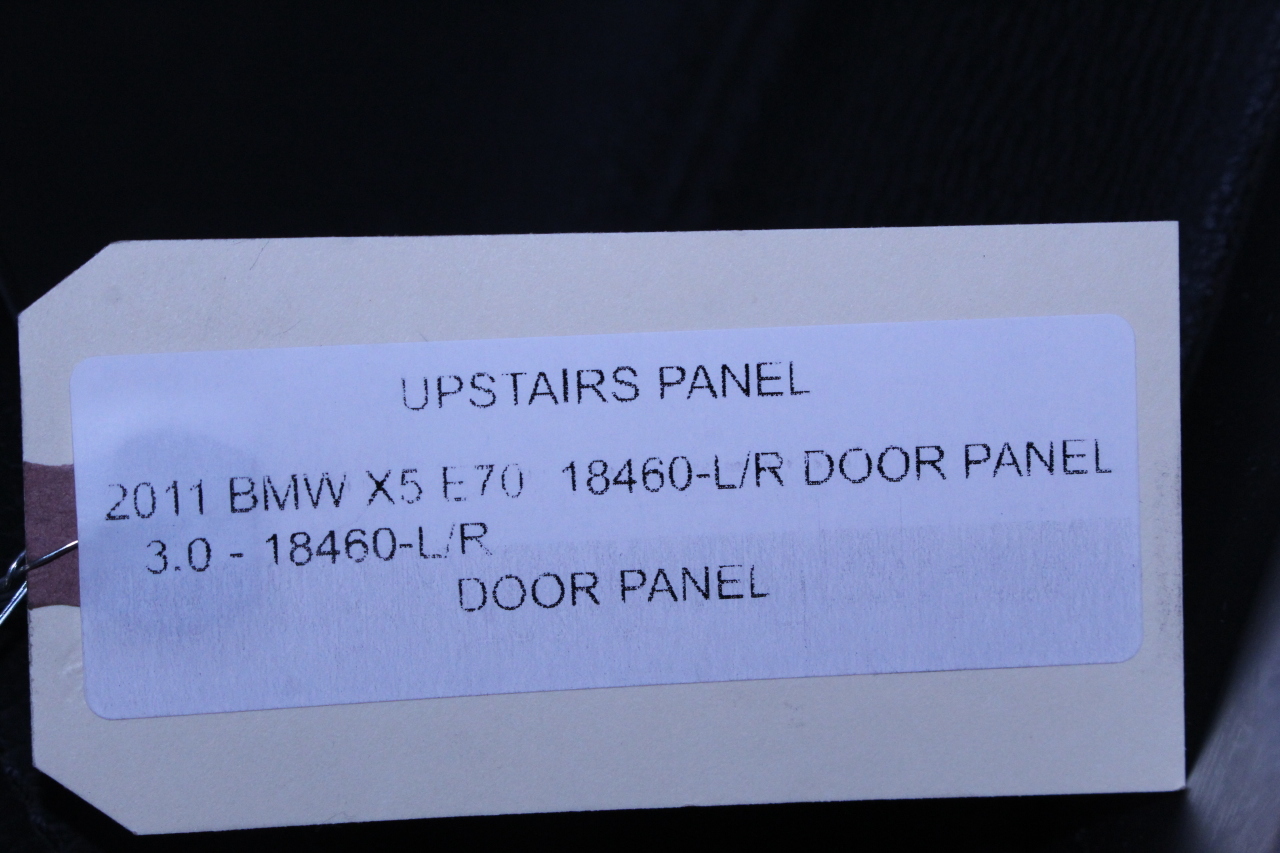 UPSTAIRS PANEL
2011 BMW X5 E70 18460-L/R DOOR PANEL
3.0 - 18460-L/R
DOOR PANEL